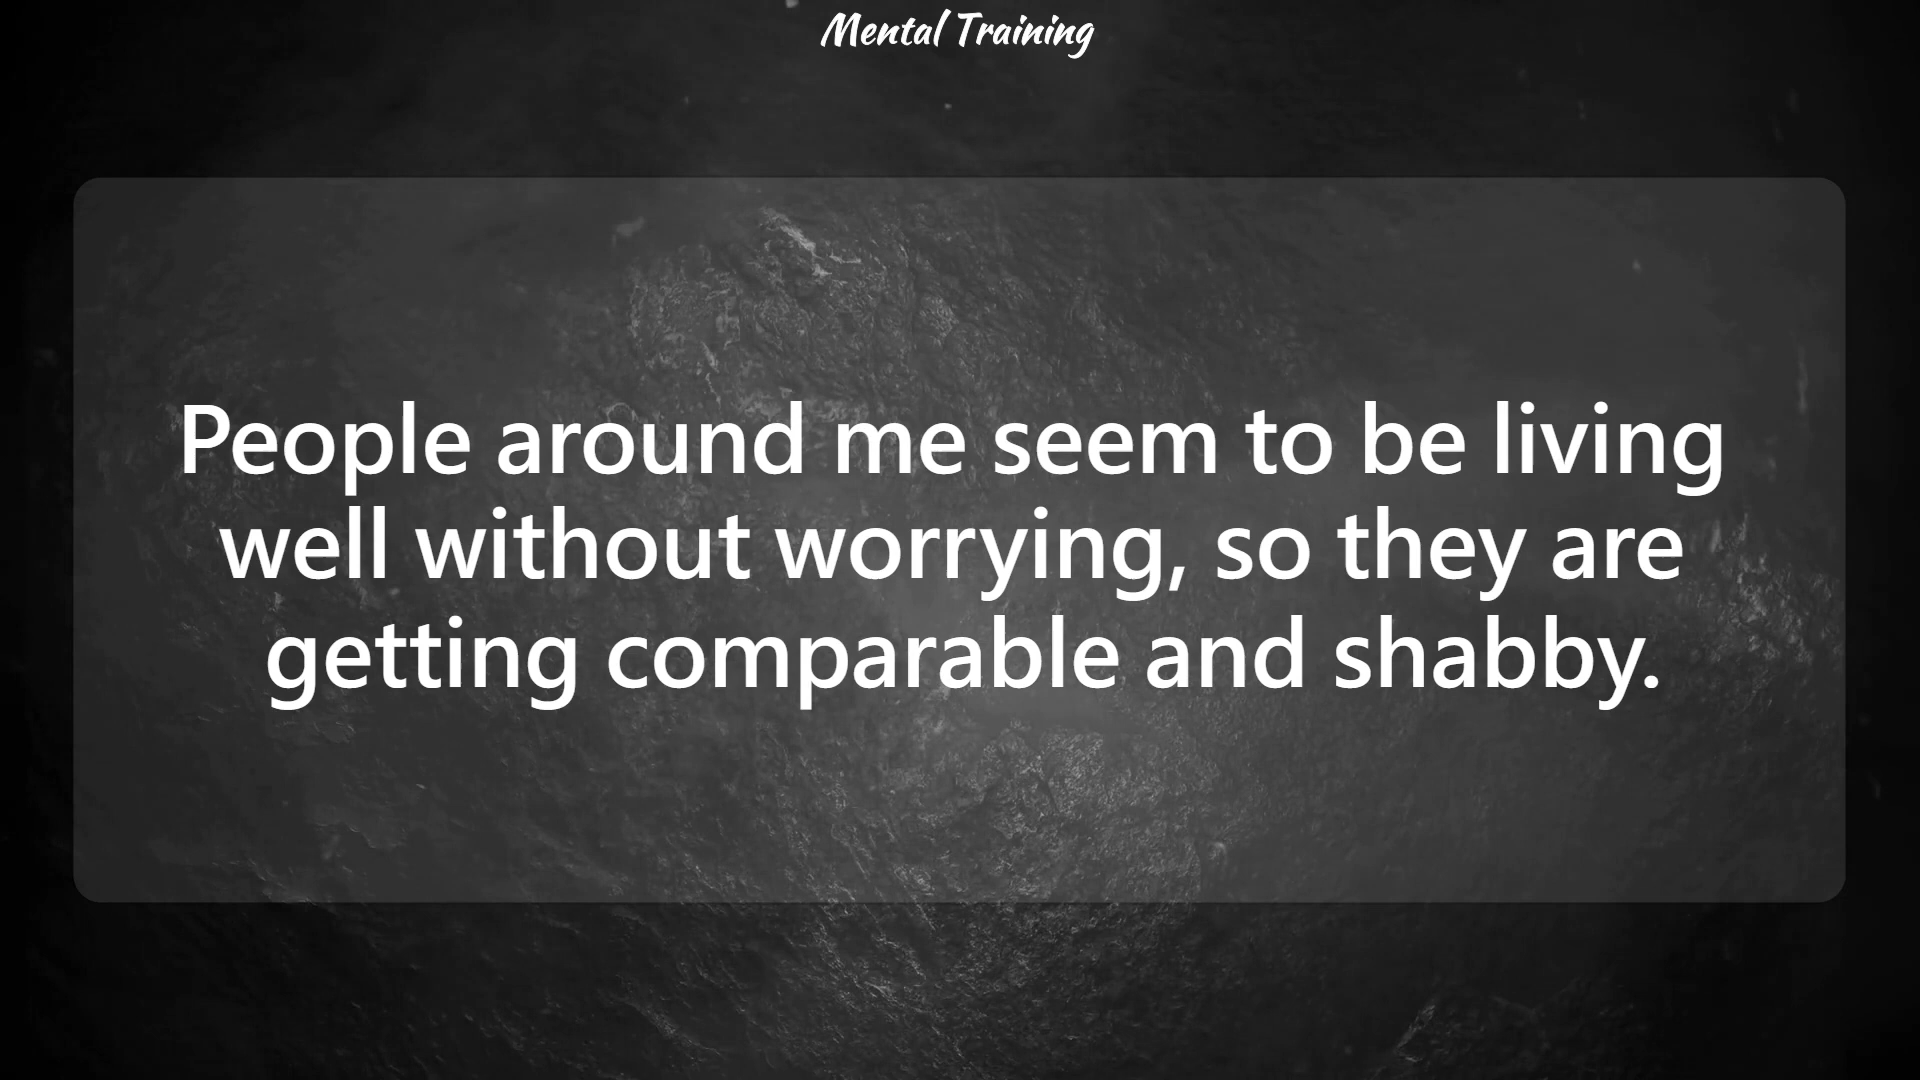 Mental Training
People around me seem to be living
well without worrying, so they are
getting comparable and shabby.